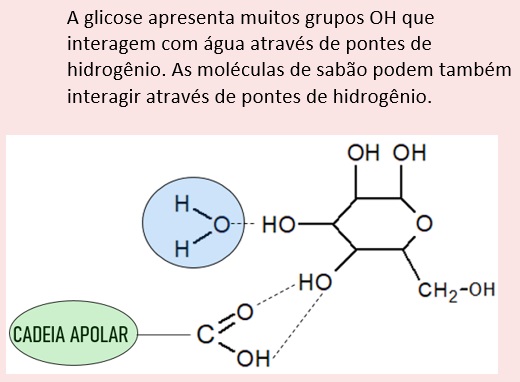 A glicose apresenta muitos grupos OH que
interagem com água através de pontes de
hidrogênio. As moléculas de sabão podem também
interagir através de pontes de hidrogênio.
OH OH
H
O
HO
O
H
HO
CH₂-OH
O
CADEIA APOLAR
C
OH